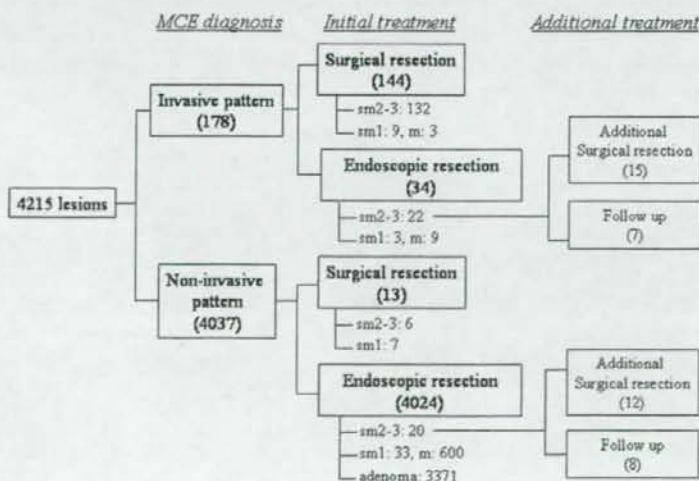 MCE diagnosis
Initial treatment
Additional treatment
4215 lesions
Invasive pattern
(178)
Surgical resection
(144)
sm2-3: 132
sm1: 9, m: 3
Endoscopic resection
(34)
sm2-3: 22
sm1: 3, m: 9
Additional
Surgical resection
(15)
Follow up
(7)
Non-invasive
pattern
(4037)
Surgical resection
(13)
sm2-3: 6
sm1: 7
Endoscopic resection
(4024)
sm2-3: 20
sm1: 33, m: 600
adenoma: 3371
Additional
Surgical resection
(12)
Follow up
(8)